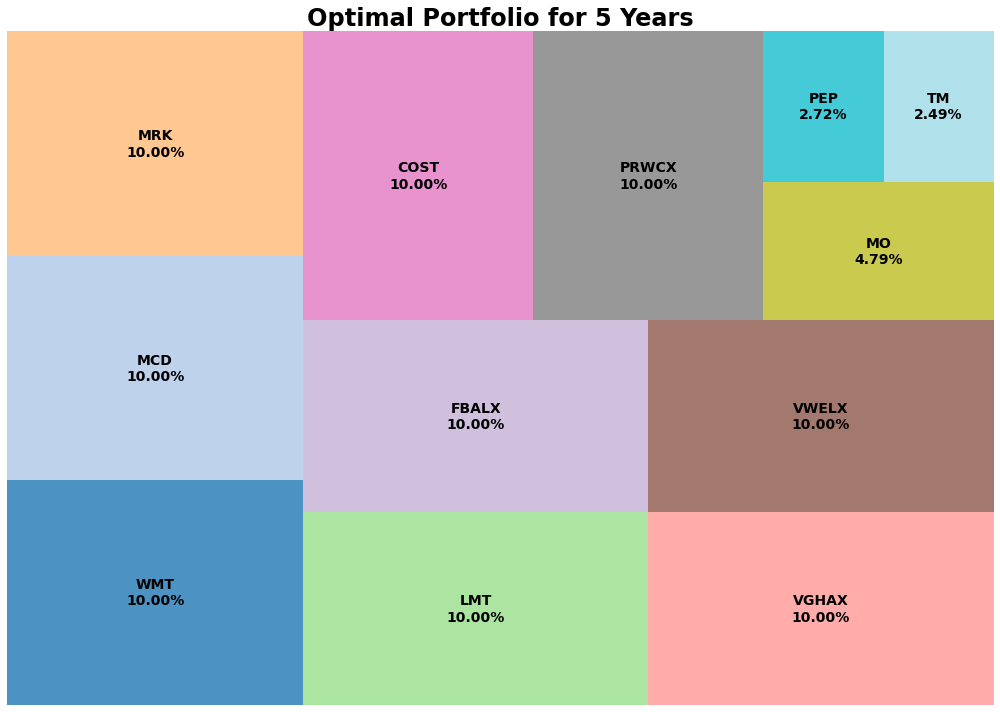 Optimal Portfolio for 5 Years
MRK
10.00%
COST
10.00%
PRWCX
10.00%
PEP
2.72%
TM
2.49%
MO
4.79%
MCD
10.00%
FBALX
10.00%
VWELX
10.00%
WMT
10.00%
LMT
10.00%
VGHAX
10.00%